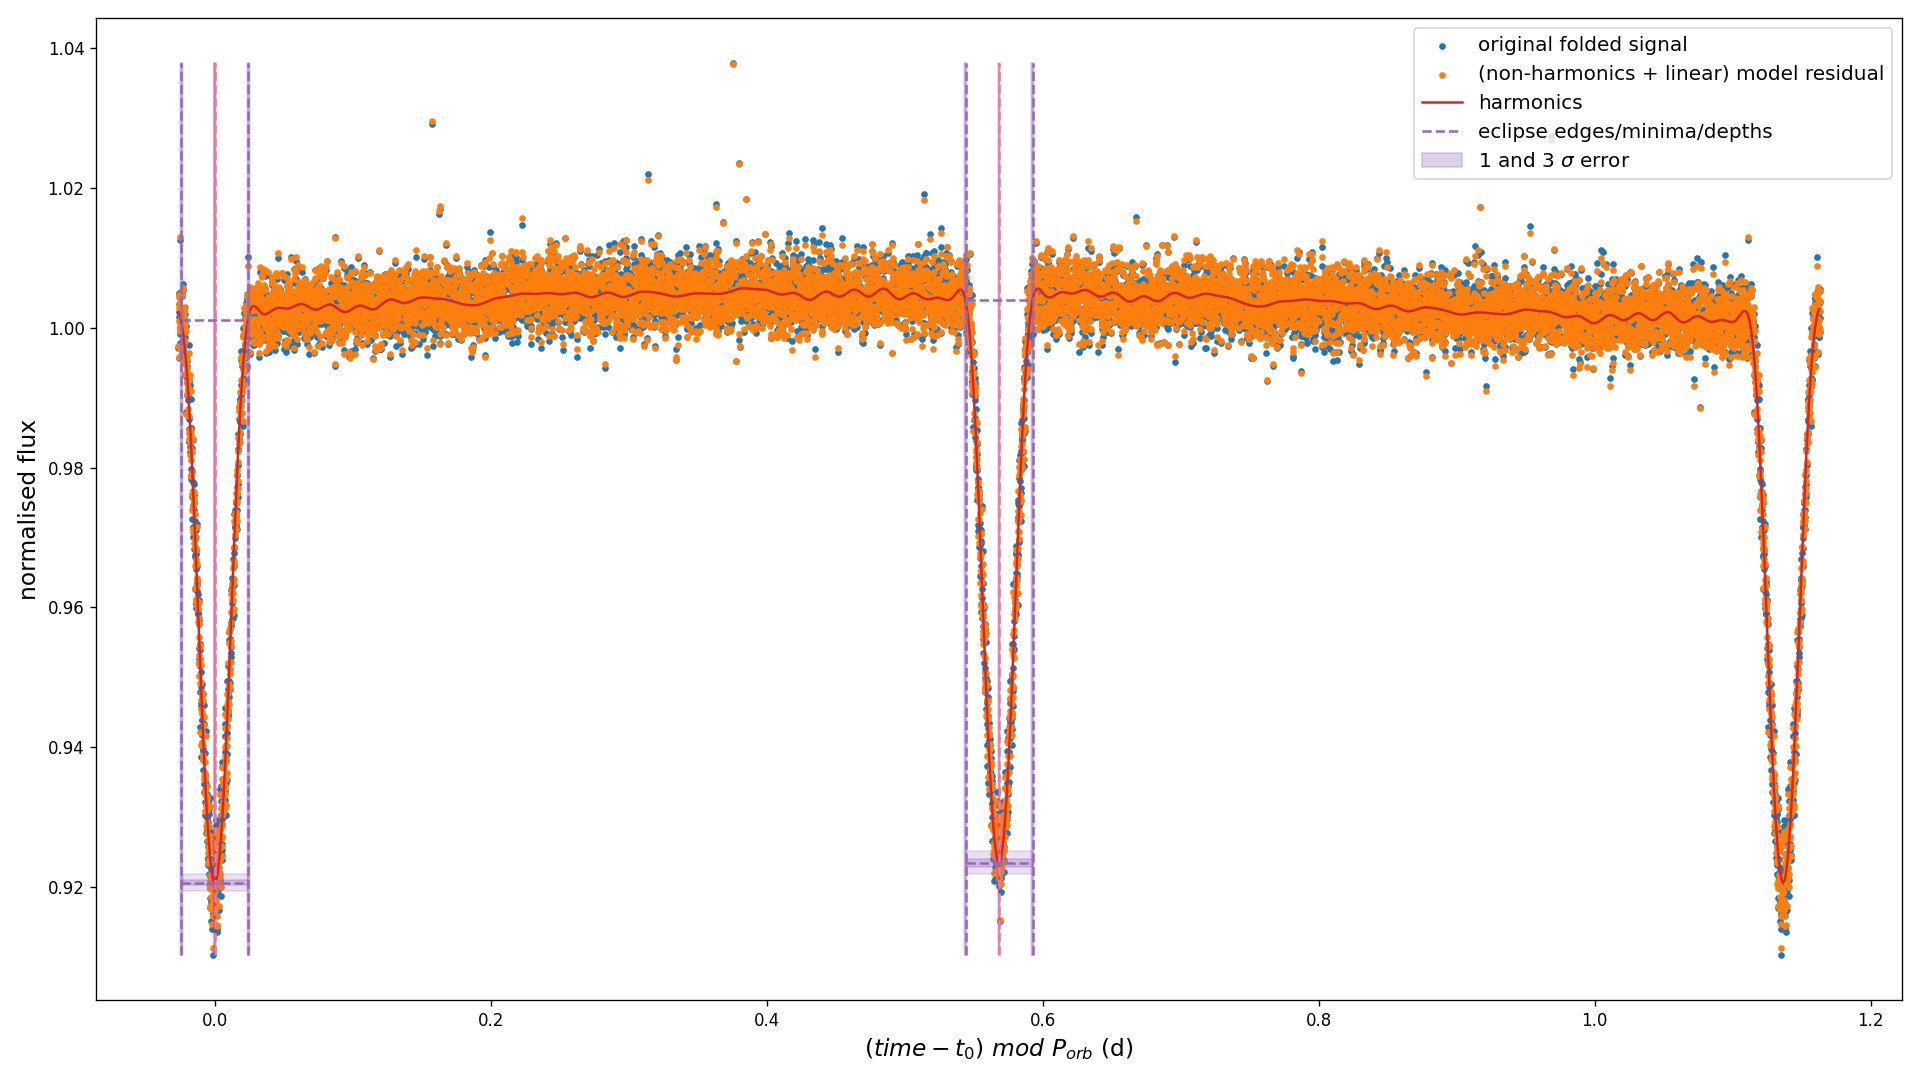 original folded signal
(non-harmonics + linear) model residual
harmonics
eclipse edges/minima/depths
1 and 3 σ error
normalised flux
1.04
1.02
1.00
0.98
0.96
0.94
0.92
0.0 0.2 0.4 0.6 0.8 1.0 1.2
(time − t₀) mod Pₒᵣb (d)